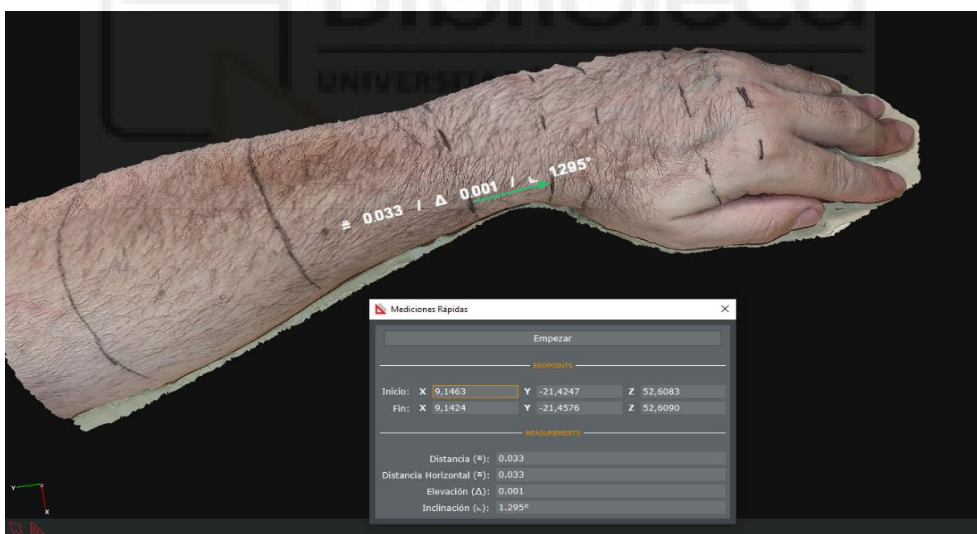 Biblioteca
≞ 0.033 / Δ 0.001 / ⦣ 1.295°
Mediciones Rápidas
Empezar
ENDPOINTS
Inicio: X 9,1463 Y -21,4247 Z 52,6083
Fin: X 9,1424 Y -21,4576 Z 52,6090
MEASUREMENTS
Distancia (≞): 0.033
Distancia Horizontal (≞): 0.033
Elevación (Δ): 0.001
Inclinación (⦣): 1.295°
Y
X